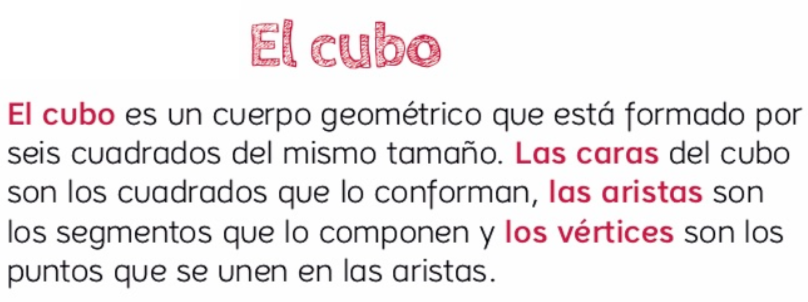 El cubo
El cubo es un cuerpo geométrico que está formado por
seis cuadrados del mismo tamaño. Las caras del cubo
son los cuadrados que lo conforman, las aristas son
los segmentos que lo componen y los vértices son los
puntos que se unen en las aristas.